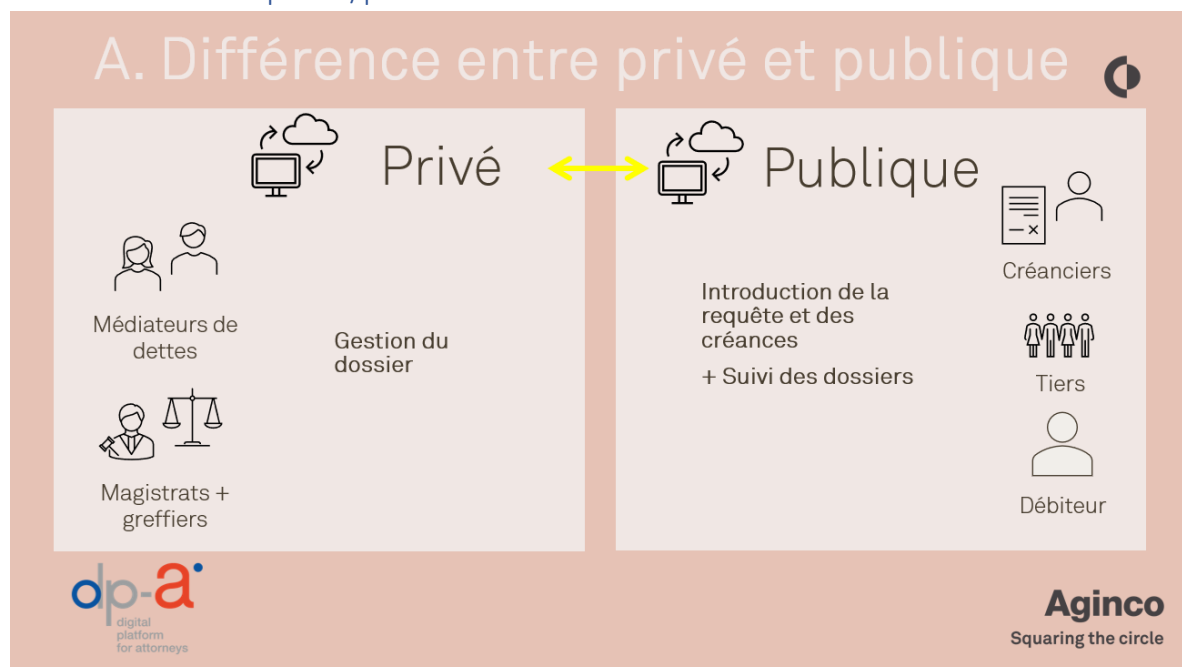 A. Différence entre privé et publique
Privé
Médiateurs de
dettes
Gestion du
dossier
Magistrats +
greffiers
Publique
Introduction de la
requête et des
créances
+ Suivi des dossiers
Créanciers
Tiers
Débiteur
dp-a
digital
platform
for attorneys
Aginco
Squaring the circle